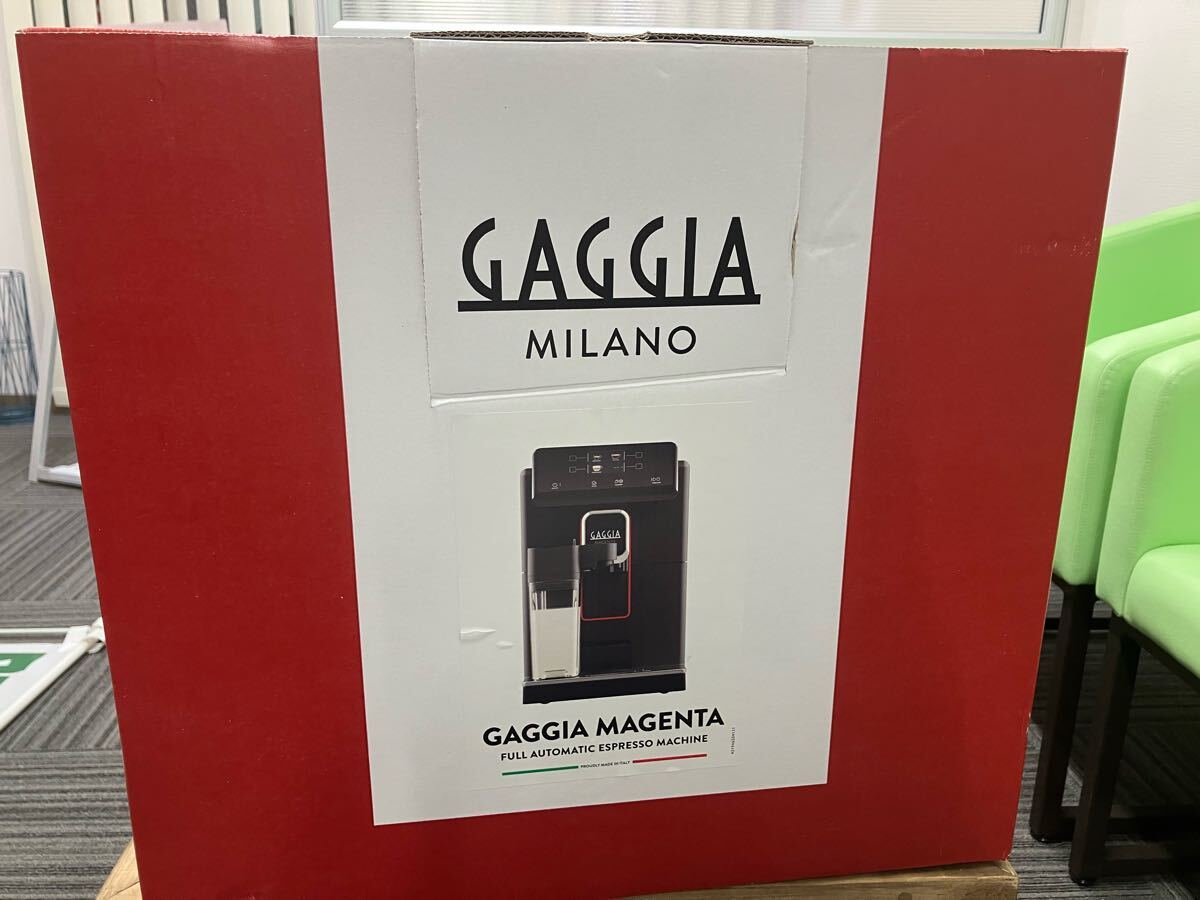 GAGGIA
MILANO
GAGGIA
GAGGIA MAGENTA
FULL AUTOMATIC ESPRESSO MACHINE
PROUDLY MADE IN ITALY